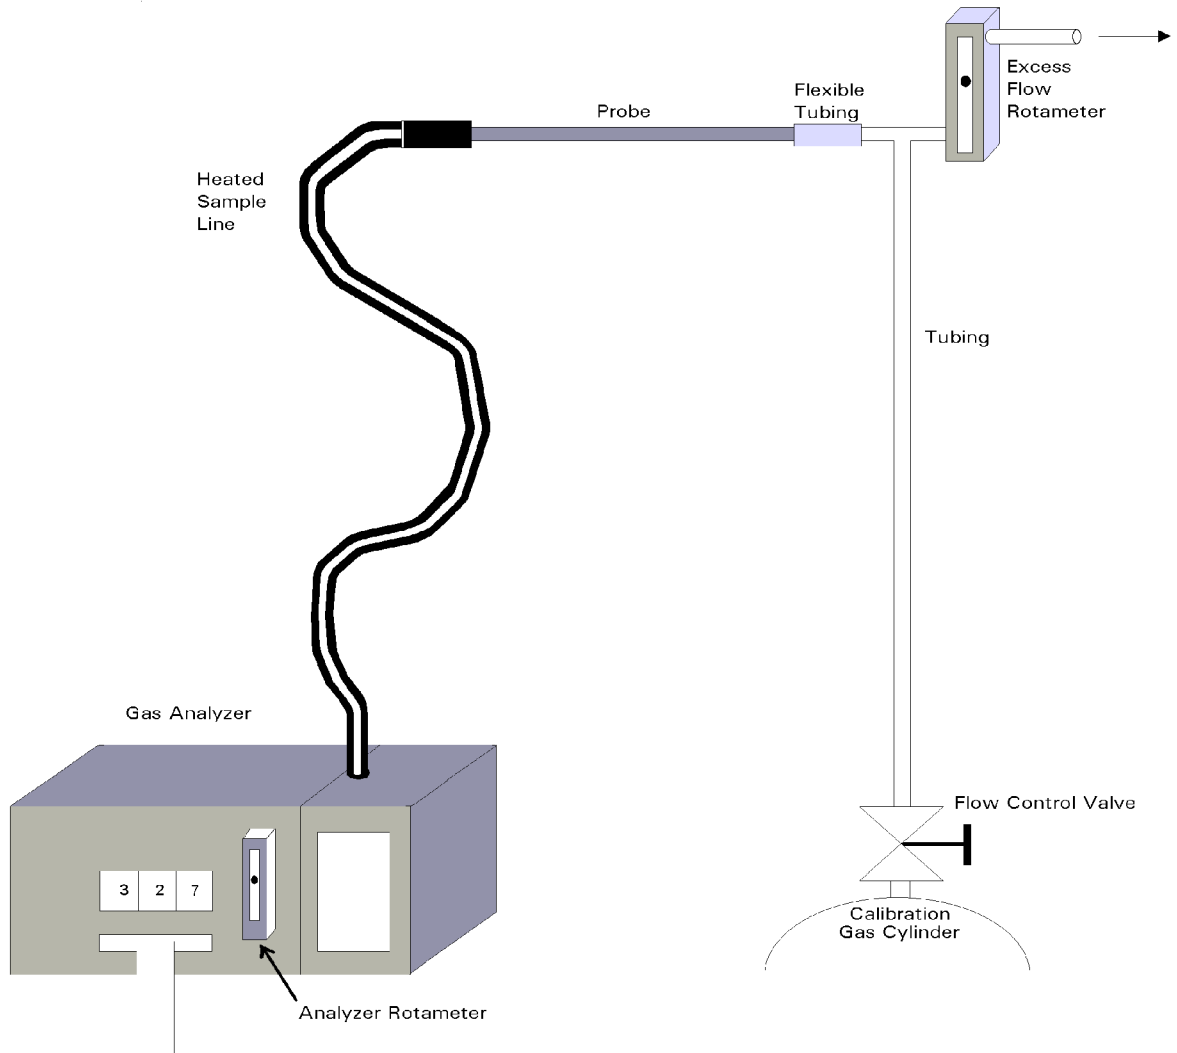 Excess
Flow
Rotameter
Flexible
Tubing
Probe
Heated
Sample
Line
Tubing
Gas Analyzer
Flow Control Valve
3 2 7
Calibration
Gas Cylinder
Analyzer Rotameter